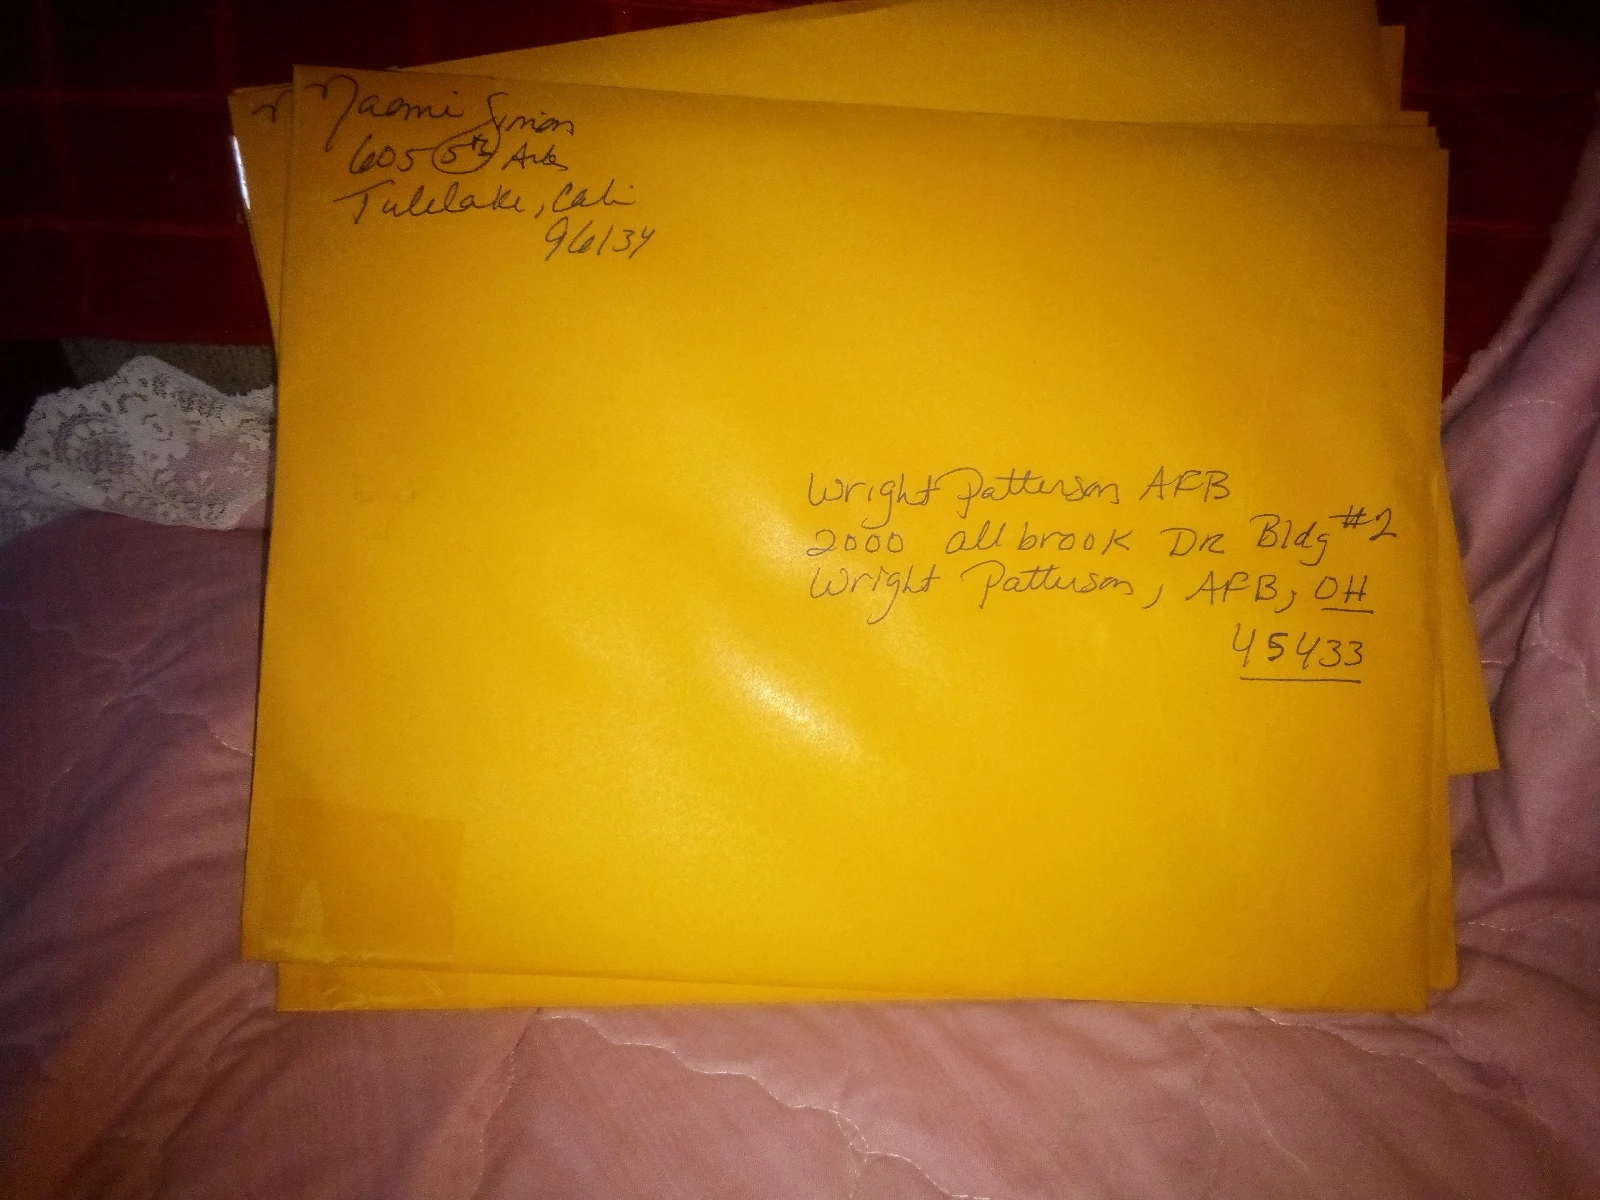 Naomi Simon
605 5th Ave
Tulelake, Cali
96134
Wright Patterson AFB
2000 allbrook DR Bldg #2
Wright Patterson, AFB, OH
45433